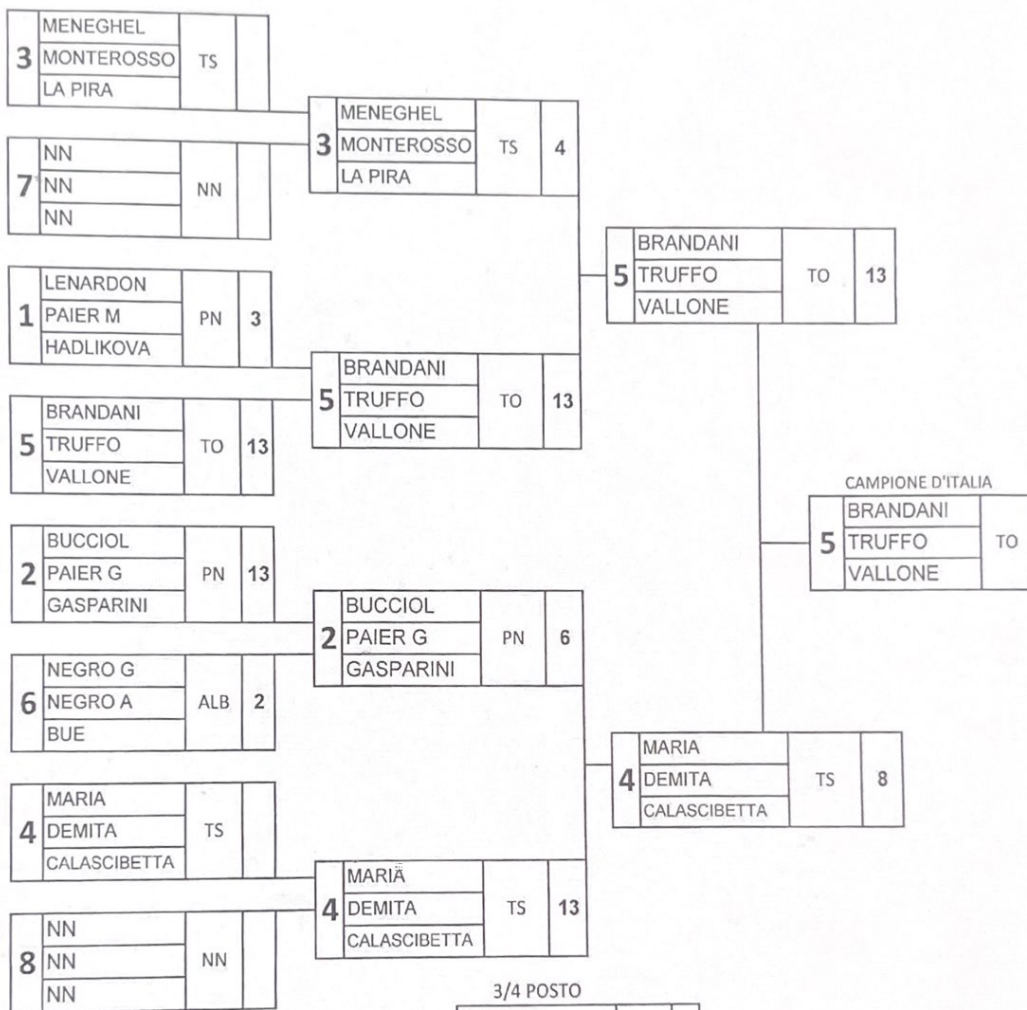 3 MENEGHEL
MONTEROSSO TS
LA PIRA
7 NN
NN NN
NN
1 LENARDON
PAIER M PN 3
HADLIKOVA
5 BRANDANI
TRUFFO TO 13
VALLONE
2 BUCCIOL
PAIER G PN 13
GASPARINI
6 NEGRO G
NEGRO A ALB 2
BUE
4 MARIA
DEMITA TS
CALASCIBETTA
8 NN
NN NN
NN
3 MENEGHEL
MONTEROSSO TS 4
LA PIRA
5 BRANDANI
TRUFFO TO 13
VALLONE
2 BUCCIOL
PAIER G PN 6
GASPARINI
4 MARIA
DEMITA TS 13
CALASCIBETTA
5 BRANDANI
TRUFFO TO 13
VALLONE
4 MARIA
DEMITA TS 8
CALASCIBETTA
CAMPIONE D'ITALIA
5 BRANDANI
TRUFFO TO
VALLONE
3/4 POSTO